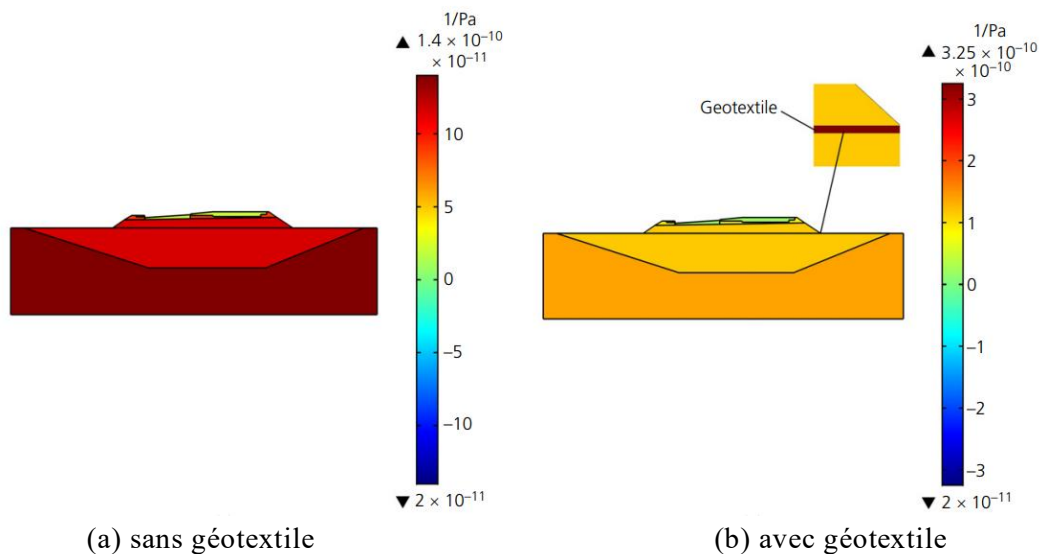 1/Pa
▲ 1.4 × 10⁻¹⁰
× 10⁻¹¹
10
5
0
−5
−10
▼ 2 × 10⁻¹¹
(a) sans géotextile
1/Pa
▲ 3.25 × 10⁻¹⁰
× 10⁻¹⁰
Geotextile
3
2
1
0
−1
−2
−3
▼ 2 × 10⁻¹¹
(b) avec géotextile